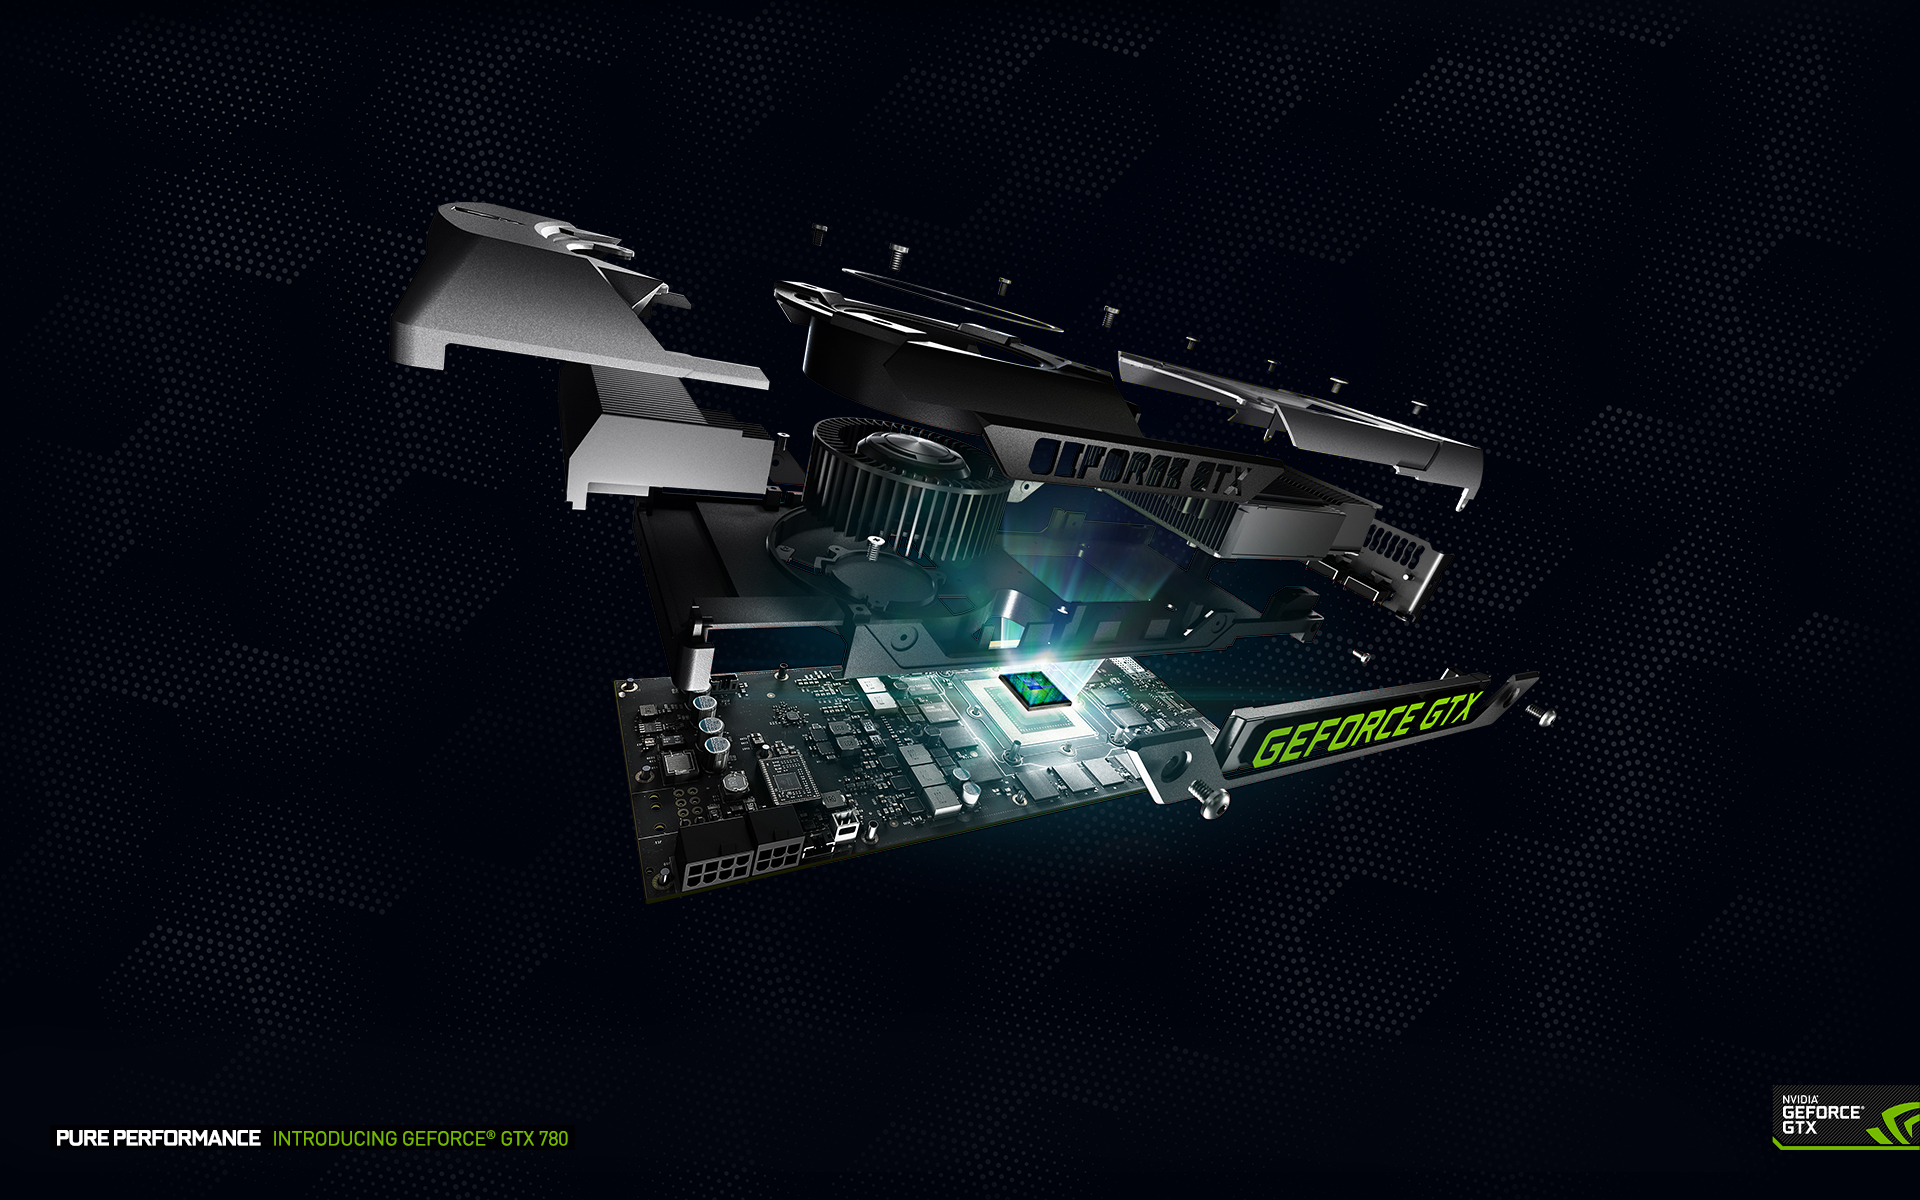 GEFORCE GTX
GEFORCE GTX
PURE PERFORMANCE INTRODUCING GEFORCE® GTX 780
NVIDIA®
GEFORCE®
GTX